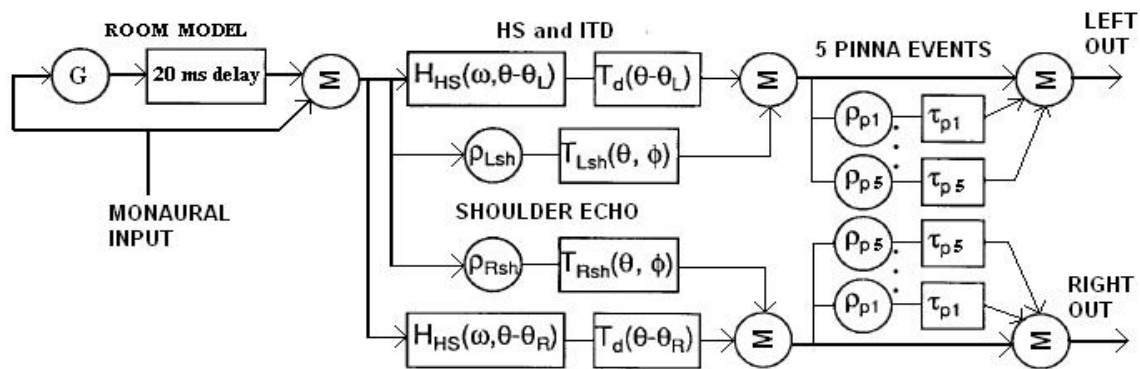 ROOM MODEL
G
20 ms delay
M
MONAURAL
INPUT
HS and ITD
H_HS(ω,θ-θ_L)
T_d(θ-θ_L)
M
ρ_Lsh
T_Lsh(θ, ϕ)
SHOULDER ECHO
ρ_Rsh
T_Rsh(θ, ϕ)
H_HS(ω,θ-θ_R)
T_d(θ-θ_R)
M
5 PINNA EVENTS
ρ_p1
τ_p1
ρ_p5
τ_p5
M
LEFT
OUT
ρ_p5
τ_p5
ρ_p1
τ_p1
M
RIGHT
OUT